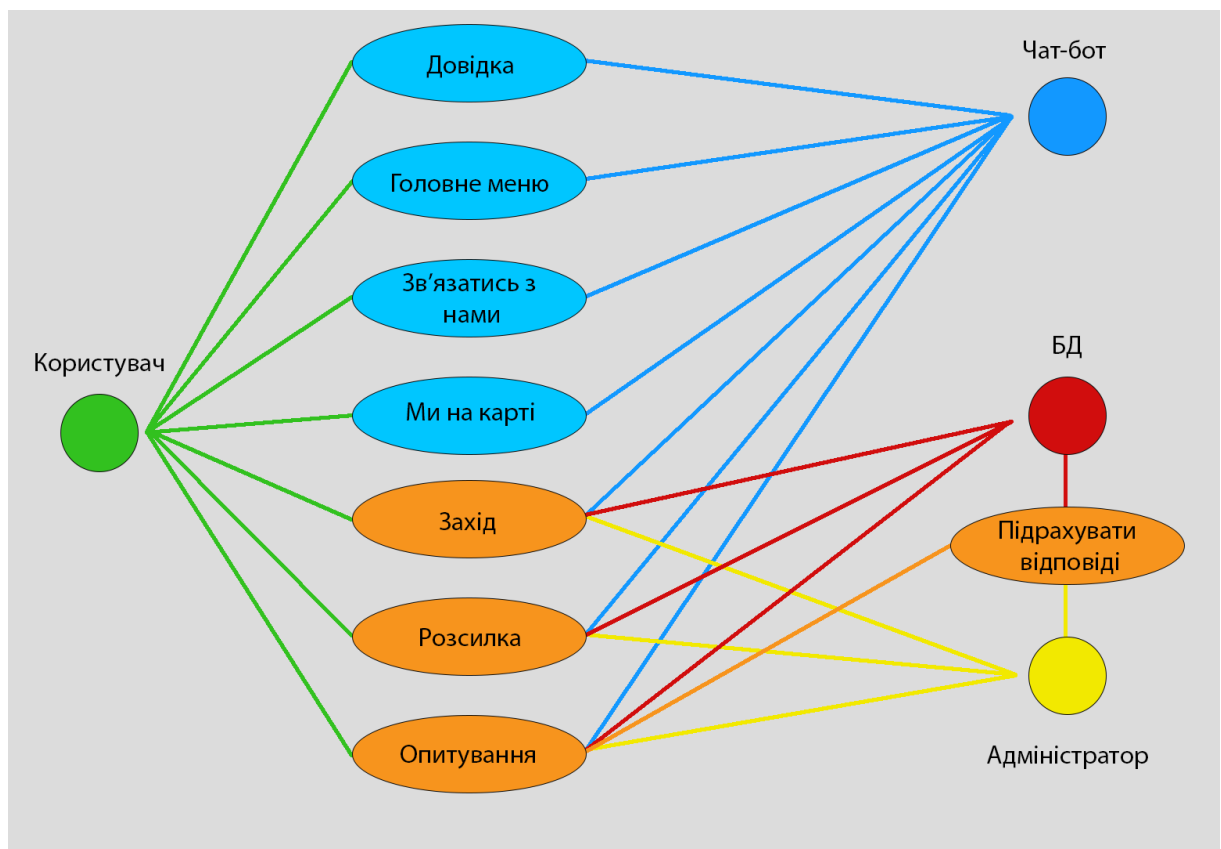 Довідка
Чат-бот
Головне меню
Зв’язатись з
нами
Користувач
БД
Ми на карті
Захід
Підрахувати
відповіді
Розсилка
Опитування
Адміністратор